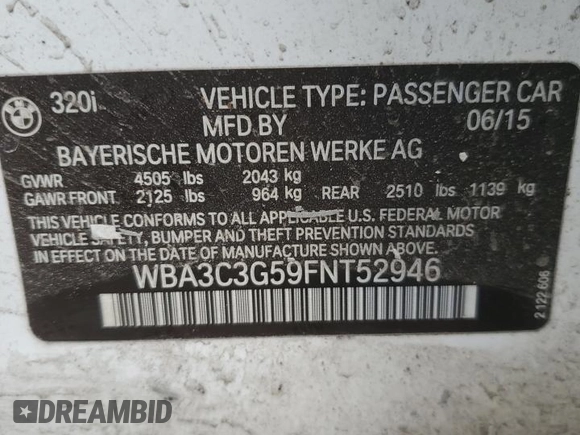 BMW
320i VEHICLE TYPE: PASSENGER CAR
MFD BY 06/15
BAYERISCHE MOTOREN WERKE AG
GVWR 4505 lbs 2043 kg
GAWR FRONT 2125 lbs 964 kg REAR 2510 lbs 1139 kg
THIS VEHICLE CONFORMS TO ALL APPLICABLE U.S. FEDERAL MOTOR
VEHICLE SAFETY, BUMPER AND THEFT PREVENTION STANDARDS
IN EFFECT ON THE DATE OF MANUFACTURE SHOWN ABOVE.
WBA3C3G59FNT52946
2 122 606
DREAMBID